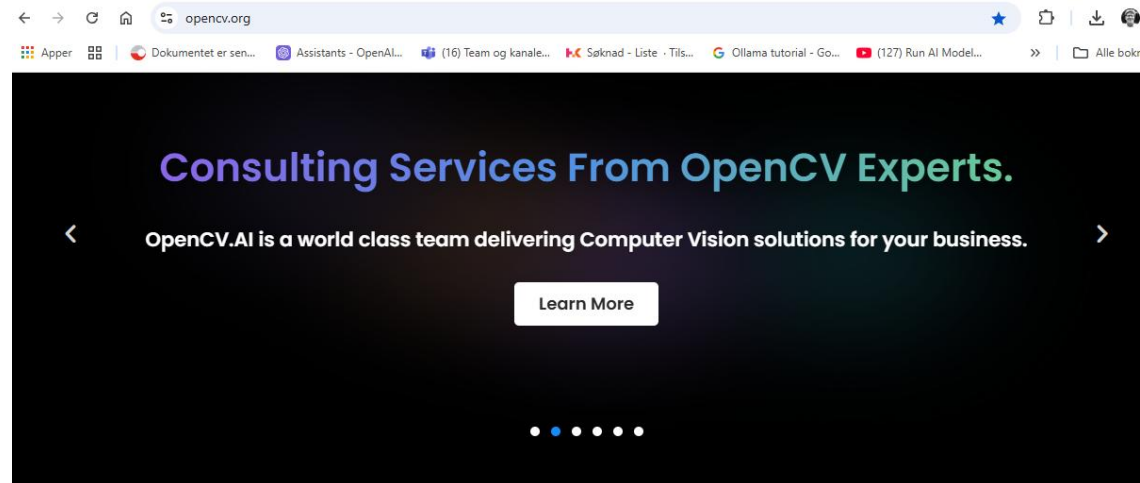 opencv.org
Apper
Dokumentet er sen...
Assistants - OpenAI...
(16) Team og kanale...
Søknad - Liste · Tils...
Ollama tutorial - Go...
(127) Run AI Model...
»
Alle bokr
Consulting Services From OpenCV Experts.
OpenCV.AI is a world class team delivering Computer Vision solutions for your business.
Learn More